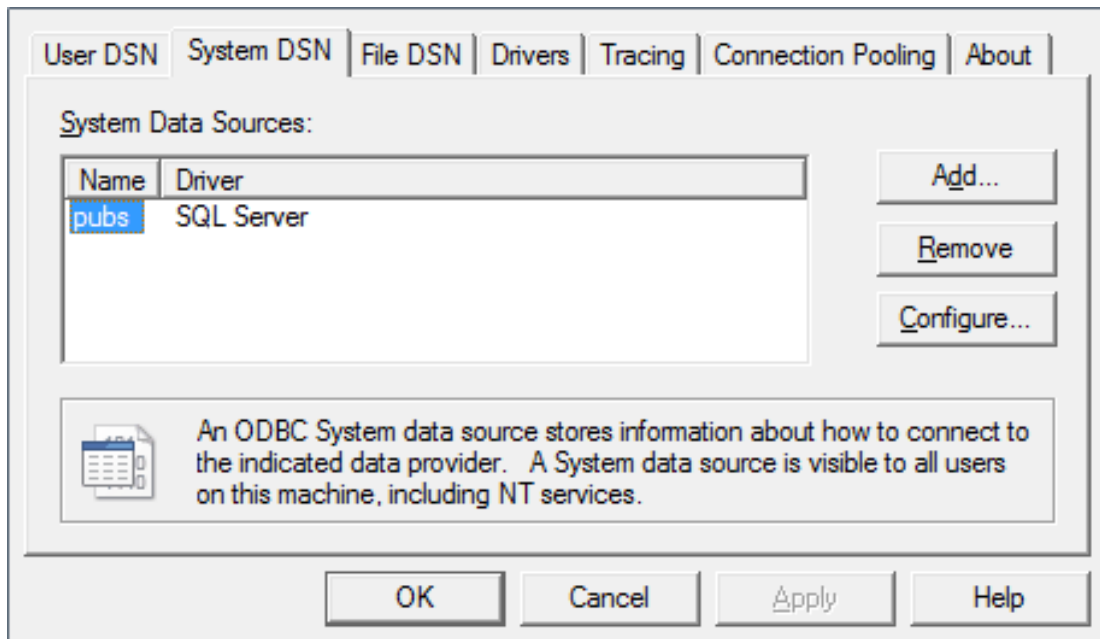 User DSN System DSN File DSN Drivers Tracing Connection Pooling About
System Data Sources:
Name Driver
pubs SQL Server
Add...
Remove
Configure...
An ODBC System data source stores information about how to connect to
the indicated data provider. A System data source is visible to all users
on this machine, including NT services.
OK Cancel Apply Help